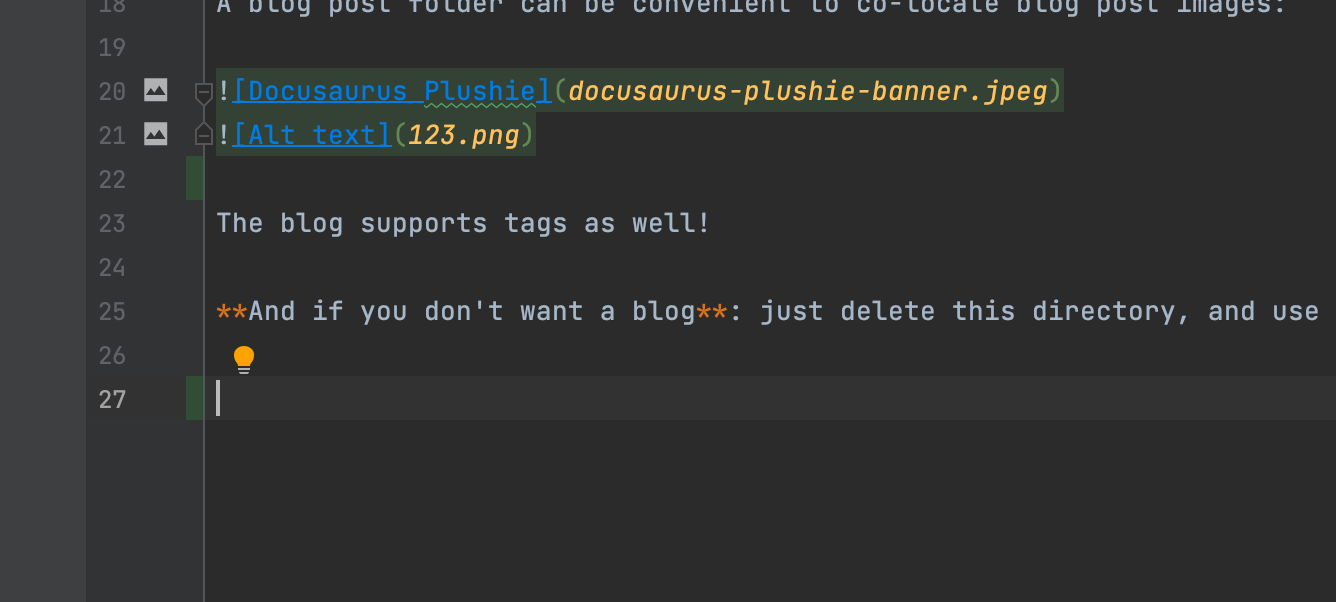 18 A blog post folder can be convenient to co-locate blog post images:
19
20 ![Docusaurus Plushie](docusaurus-plushie-banner.jpeg)
21 ![Alt text](123.png)
22
23 The blog supports tags as well!
24
25 **And if you don't want a blog**: just delete this directory, and use
26
27